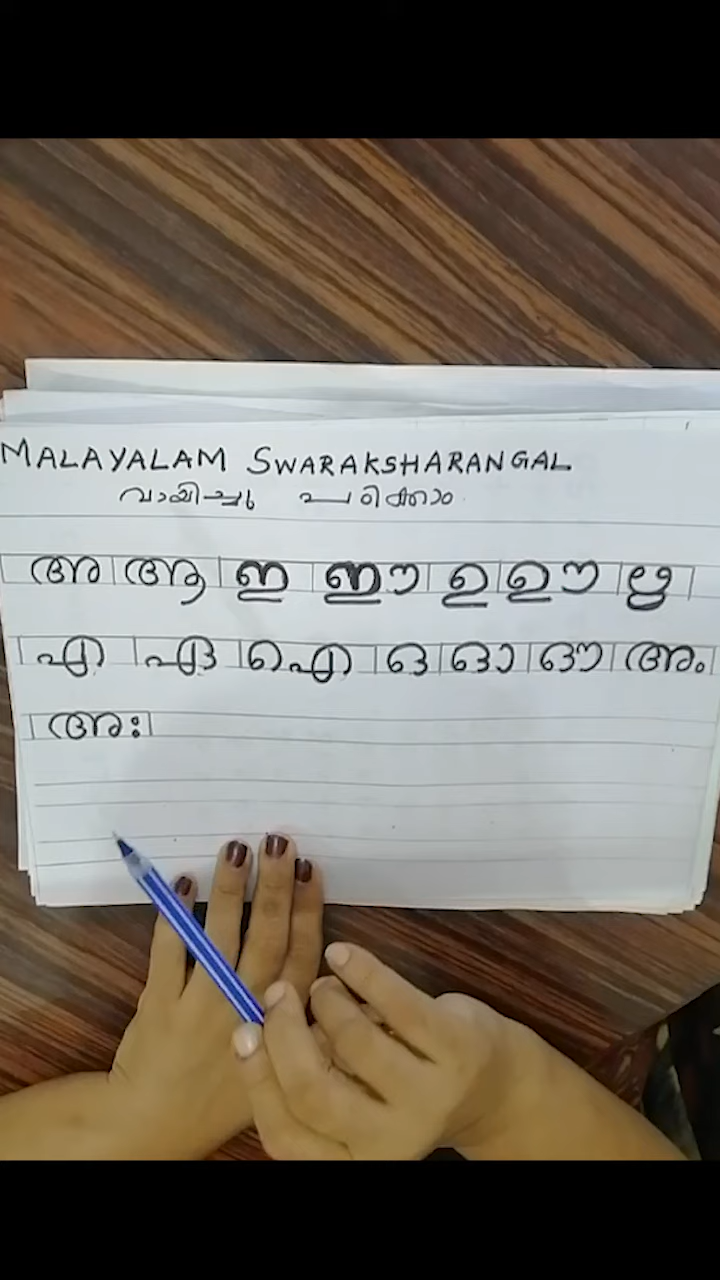 MALAYALAM SWARAKSHARANGAL
വായിച്ചു പഠിക്കാം
അ ആ ഇ ഈ ഉ ഊ ഋ
എ ഏ ഐ ഒ ഓ ഔ അം
അഃ